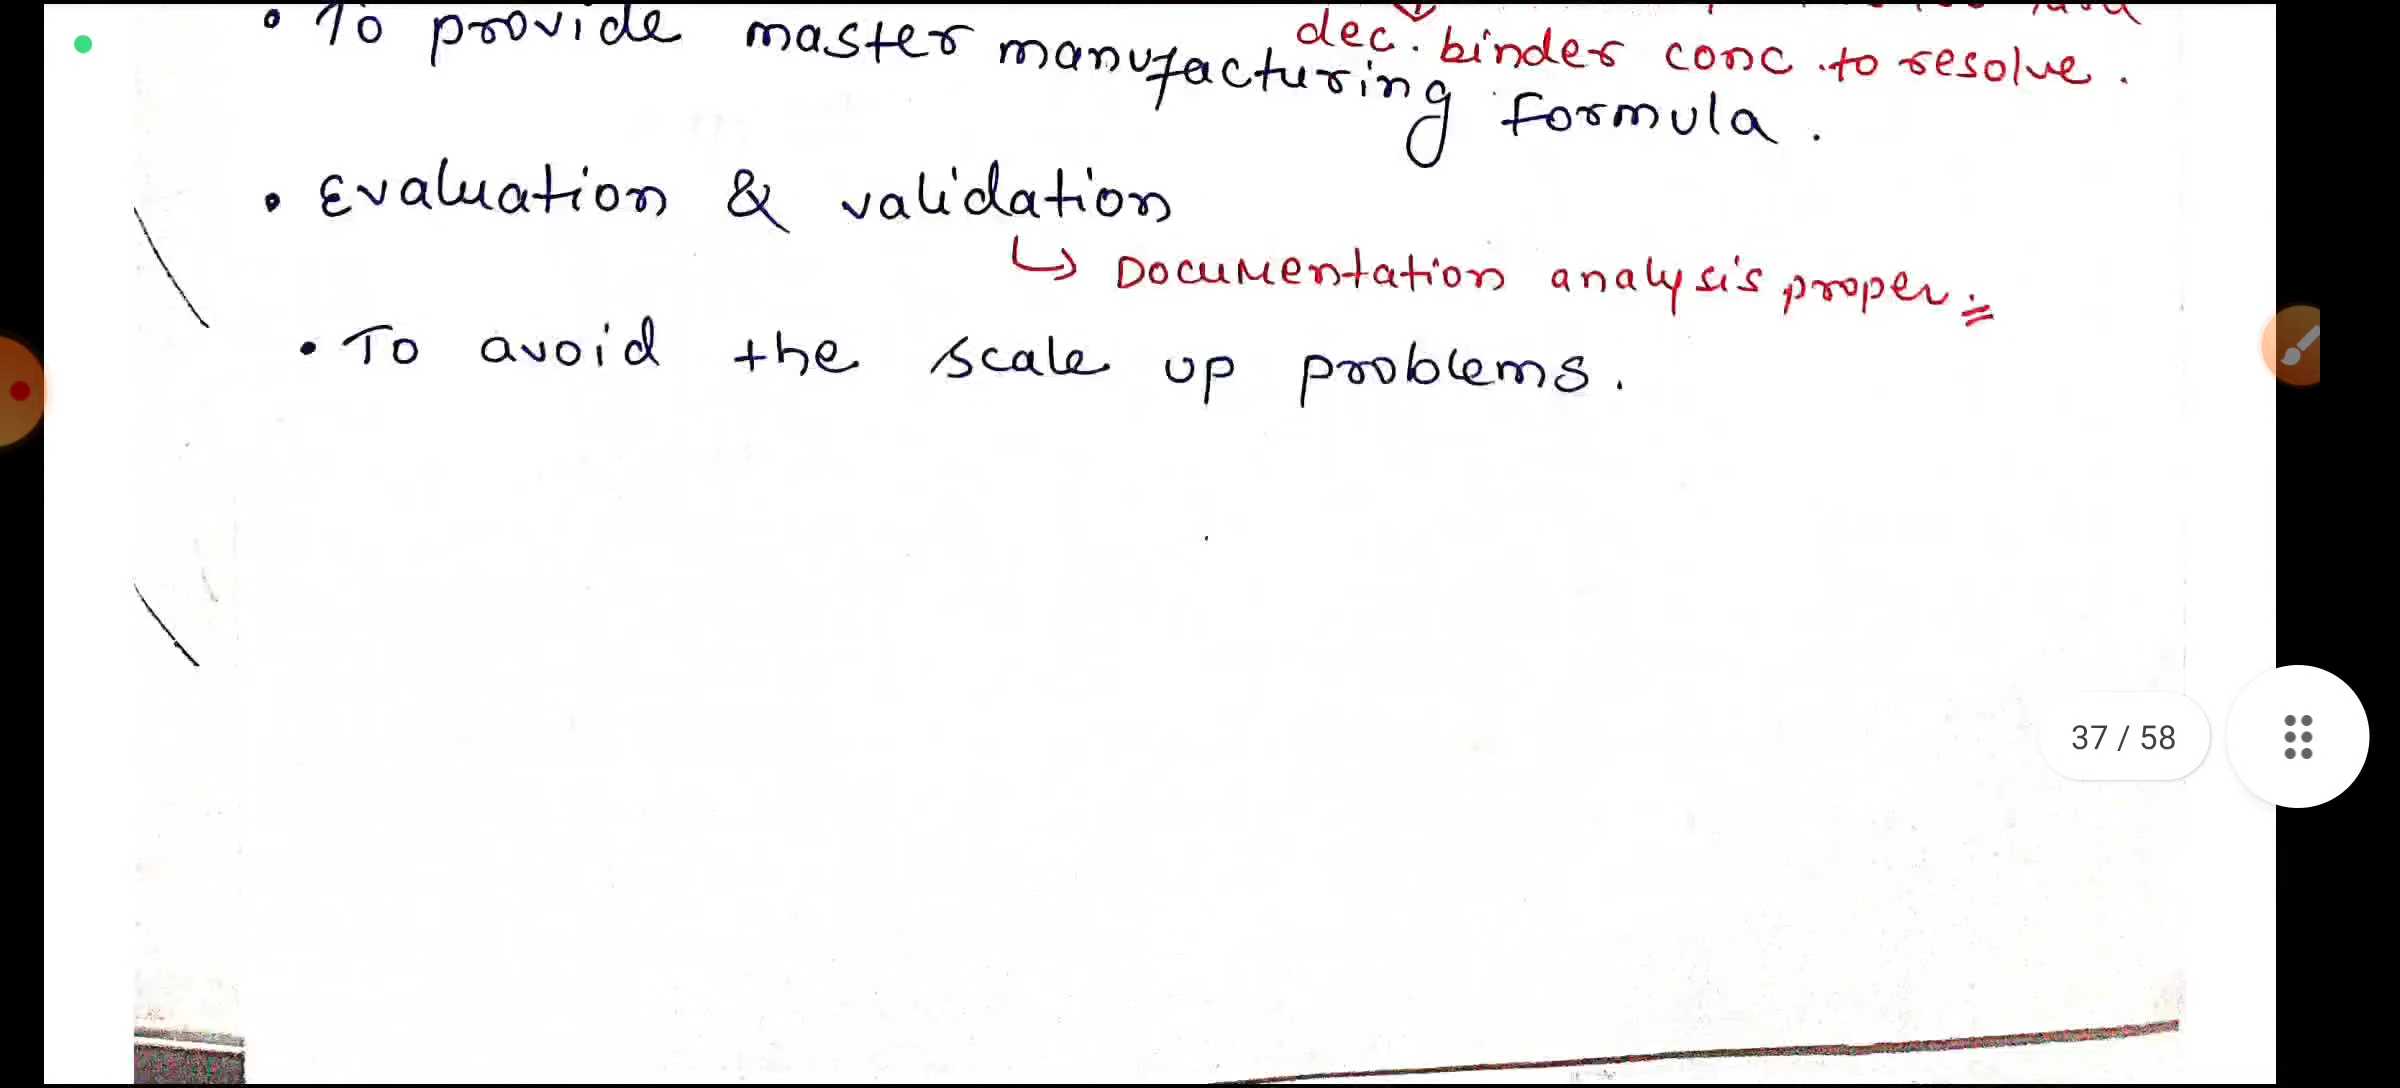 dec. binder conc. to resolve.
• To provide master manufacturing formula.
• Evaluation & validation
↳ Documentation analysis proper.
• To avoid the scale up problems.
37 / 58